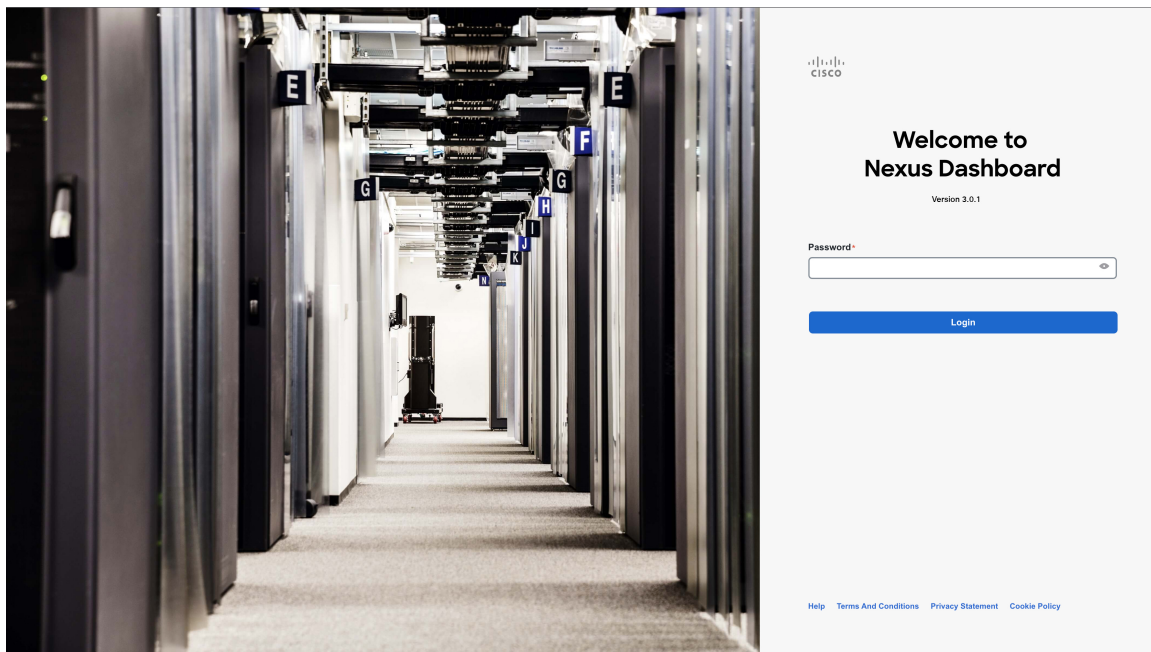 E
E
F
G
G
H
I
J
K
N
CISCO
Welcome to
Nexus Dashboard
Version 3.0.1
Password*
Login
Help Terms And Conditions Privacy Statement Cookie Policy